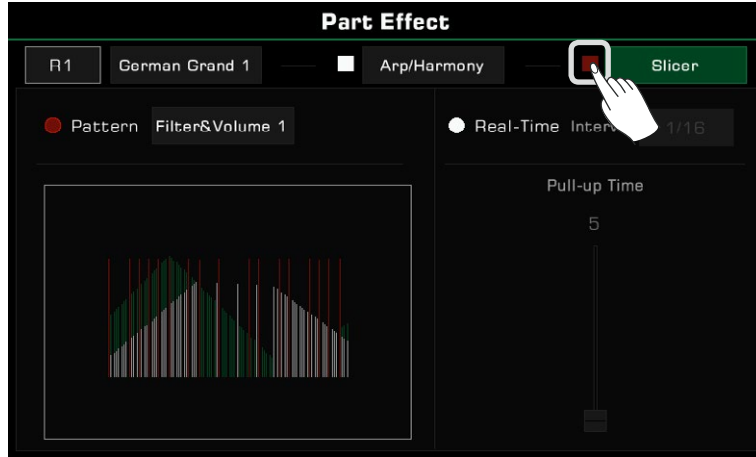 Part Effect
R1 German Grand 1 Arp/Harmony Slicer
Pattern Filter&Volume 1 Real-Time Interv 1/16
Pull-up Time
5